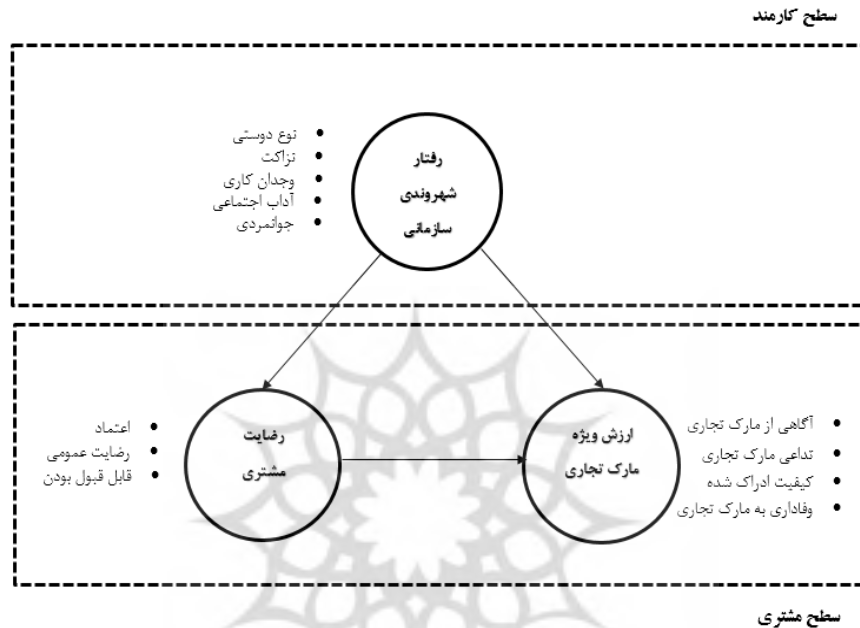 سطح کارمند
رفتار
شهروندی
سازمانی
نوع دوستی
نزاکت
وجدان کاری
آداب اجتماعی
جوانمردی
ارزش ویژه
مارک تجاری
آگاهی از مارک تجاری
تداعی مارک تجاری
کیفیت ادراک شده
وفاداری به مارک تجاری
رضایت
مشتری
اعتماد
رضایت عمومی
قابل قبول بودن
سطح مشتری